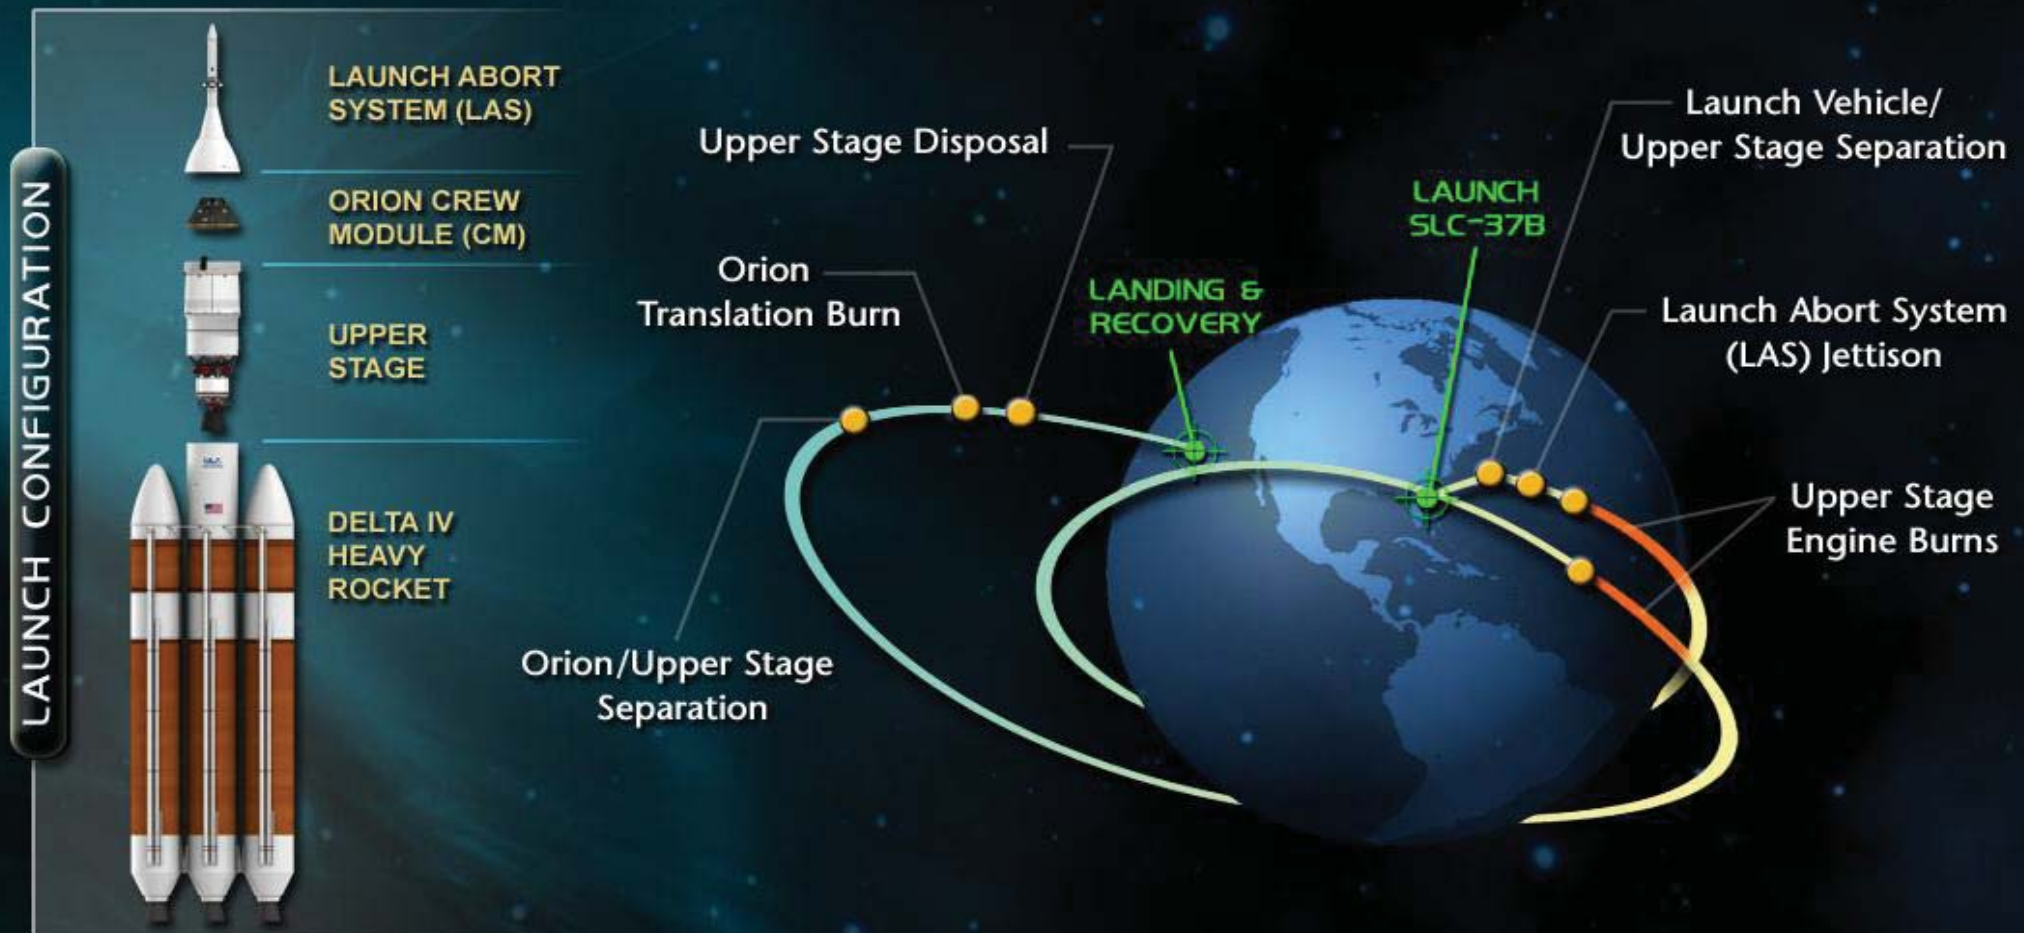 LAUNCH CONFIGURATION
LAUNCH ABORT
SYSTEM (LAS)
ORION CREW
MODULE (CM)
UPPER
STAGE
DELTA IV
HEAVY
ROCKET
Upper Stage Disposal
Orion
Translation Burn
Orion/Upper Stage
Separation
LANDING &
RECOVERY
LAUNCH
SLC-37B
Launch Vehicle/
Upper Stage Separation
Launch Abort System
(LAS) Jettison
Upper Stage
Engine Burns